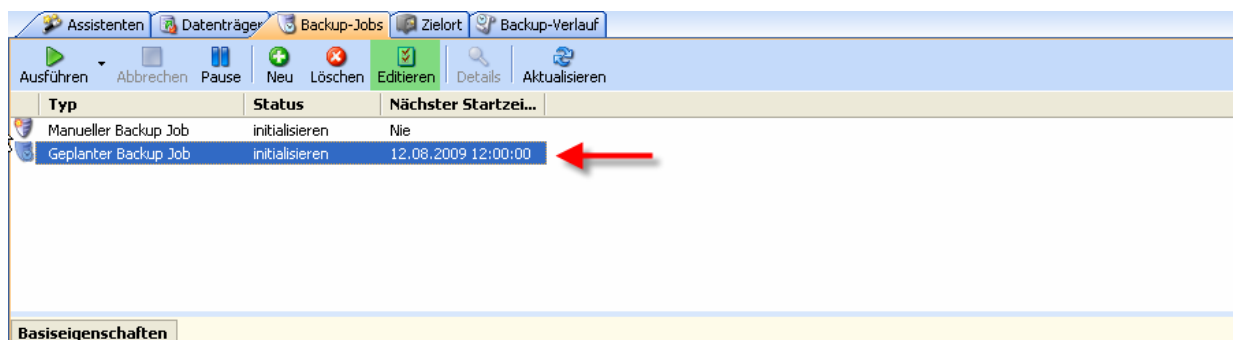 Assistenten Datenträger Backup-Jobs Zielort Backup-Verlauf
Ausführen Abbrechen Pause Neu Löschen Editieren Details Aktualisieren
Typ Status Nächster Startzei...
Manueller Backup Job initialisieren Nie
Geplanter Backup Job initialisieren 12.08.2009 12:00:00
Basiseigenschaften